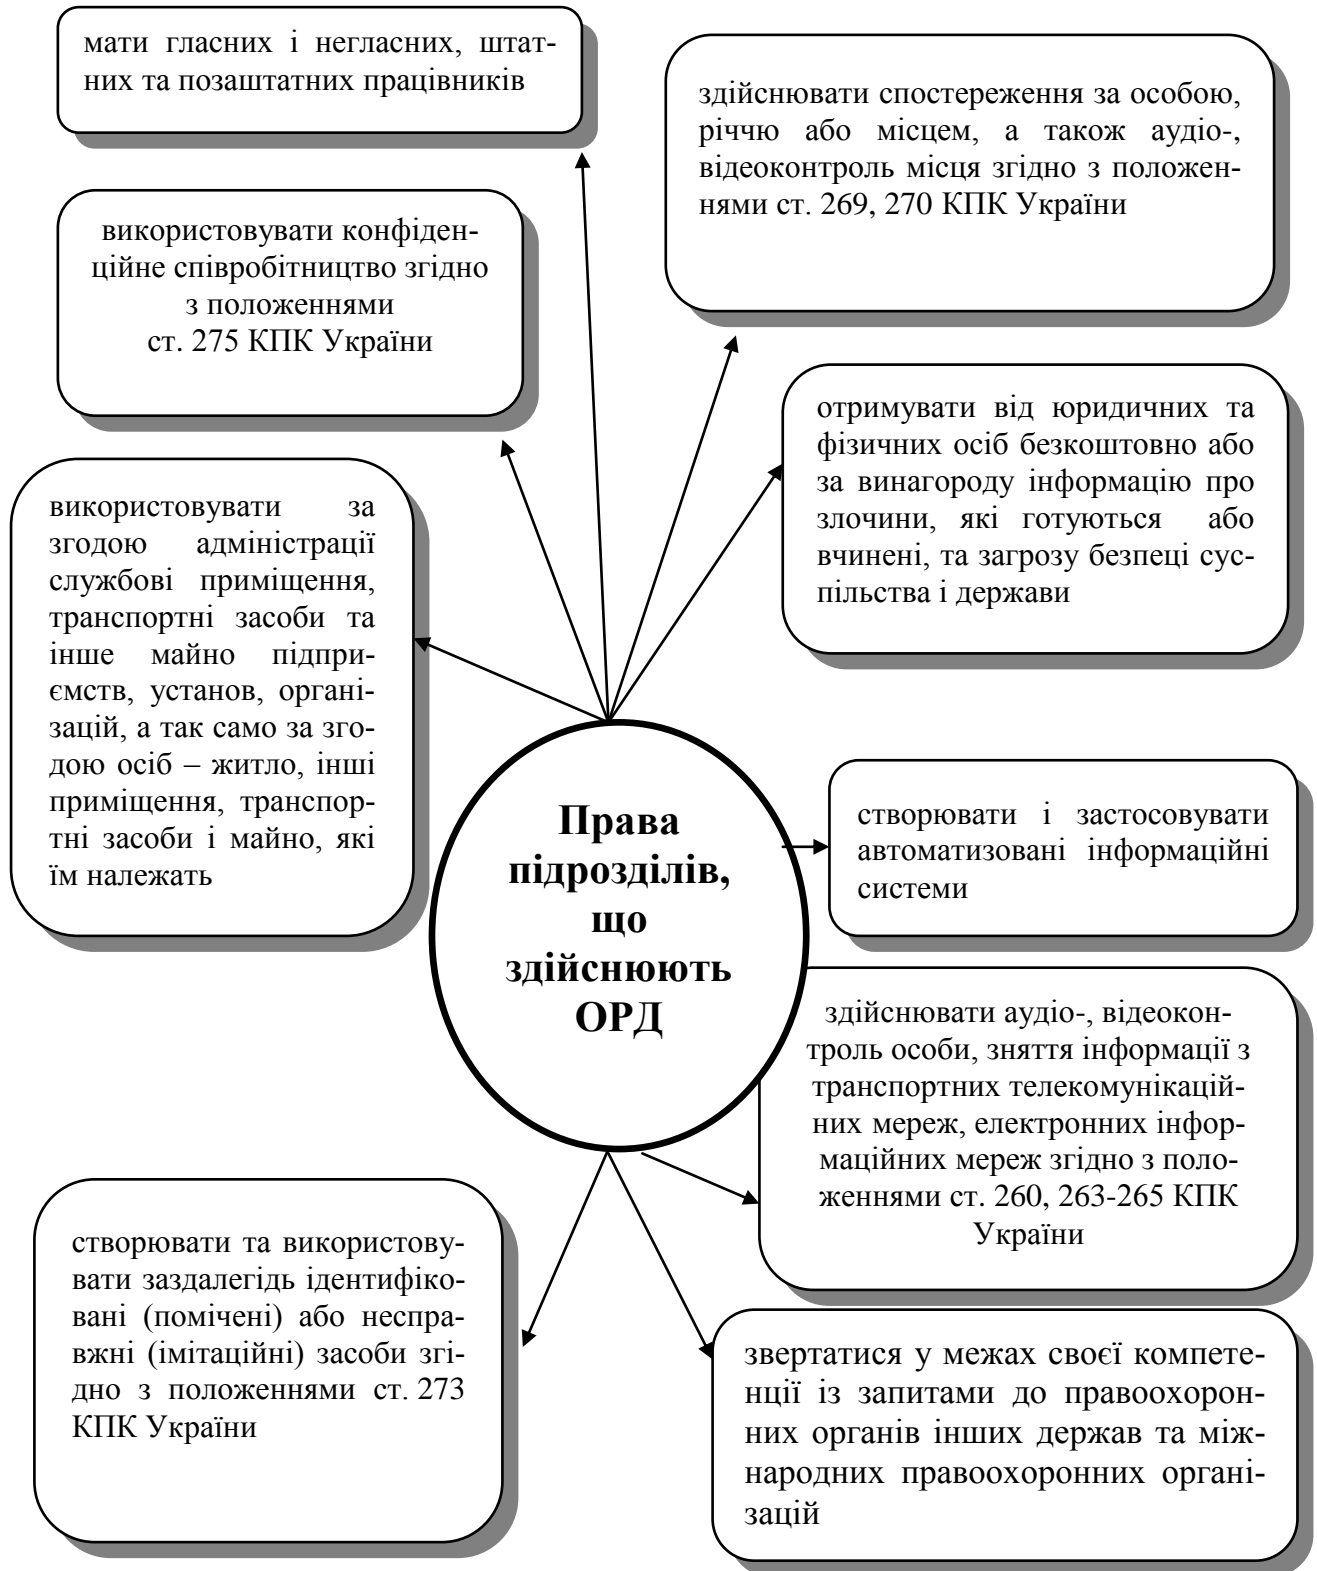 мати гласних і негласних, штат-
них та позаштатних працівників
здійснювати спостереження за особою,
річчю або місцем, а також аудіо-,
відеоконтроль місця згідно з положен-
нями ст. 269, 270 КПК України
використовувати конфіден-
ційне співробітництво згідно
з положеннями
ст. 275 КПК України
отримувати від юридичних та
фізичних осіб безкоштовно або
за винагороду інформацію про
злочини, які готуються або
вчинені, та загрозу безпеці сус-
пільства і держави
використовувати за
згодою адміністрації
службові приміщення,
транспортні засоби та
інше майно підпри-
ємств, установ, органі-
зацій, а так само за зго-
дою осіб – житло, інші
приміщення, транспор-
тні засоби і майно, які
їм належать
Права
підрозділів,
що
здійснюють
ОРД
створювати і застосовувати
автоматизовані інформаційні
системи
здійснювати аудіо-, відеокон-
троль особи, зняття інформації з
транспортних телекомунікацій-
них мереж, електронних інфор-
маційних мереж згідно з поло-
женнями ст. 260, 263-265 КПК
України
створювати та використову-
вати заздалегідь ідентифіко-
вані (помічені) або неспра-
вжні (імітаційні) засоби згі-
дно з положеннями ст. 273
КПК України
звертатися у межах своєї компете-
нції із запитами до правоохорон-
них органів інших держав та між-
народних правоохоронних органі-
зацій